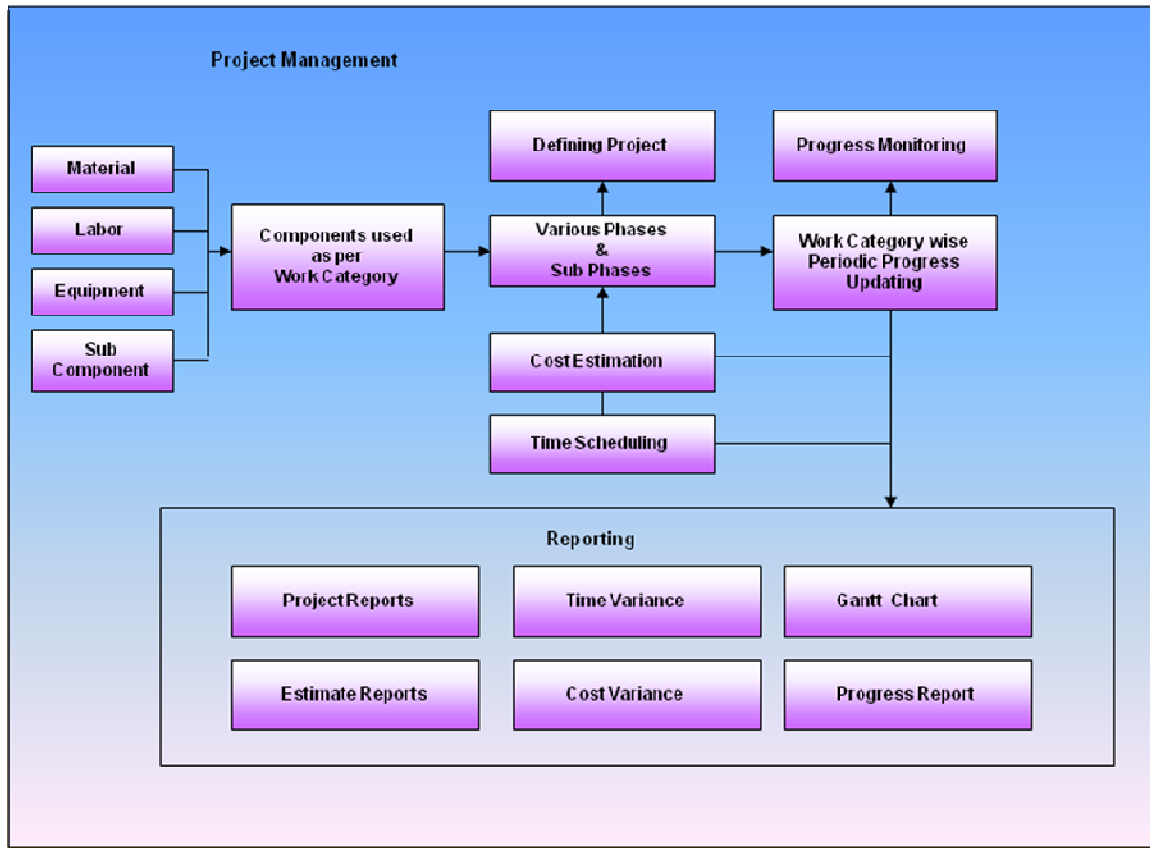 Project Management
Defining Project
Progress Monitoring
Material
Labor
Equipment
Sub
Component
Components used
as per
Work Category
Various Phases
&
Sub Phases
Work Category wise
Periodic Progress
Updating
Cost Estimation
Time Scheduling
Reporting
Project Reports
Time Variance
Gantt Chart
Estimate Reports
Cost Variance
Progress Report